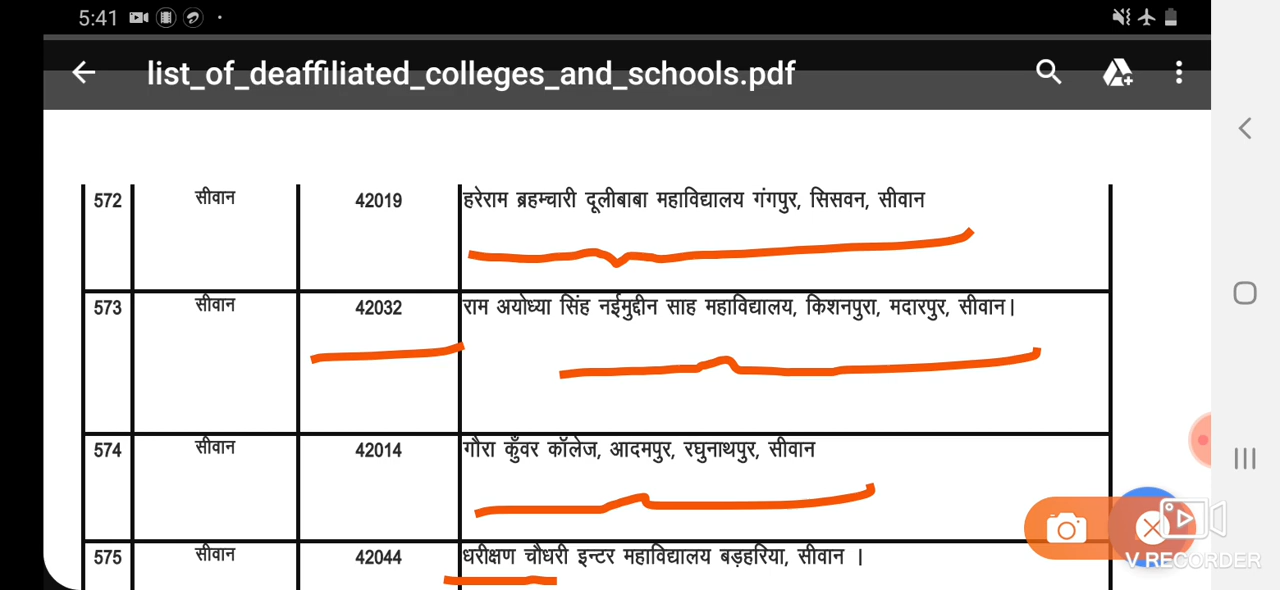 5:41
list_of_deaffiliated_colleges_and_schools.pdf
572 सीवान 42019 हरेराम ब्रहम्चारी दूलीबाबा महाविद्यालय गंगपुर, सिसवन, सीवान
573 सीवान 42032 राम अयोध्या सिंह नईमुद्दीन साह महाविद्यालय, किशनपुरा, मदारपुर, सीवान।
574 सीवान 42014 गौरा कुँवर कॉलेज, आदमपुर, रघुनाथपुर, सीवान
575 सीवान 42044 धरीक्षण चौधरी इन्टर महाविद्यालय बड़हरिया, सीवान ।
V RECORDER